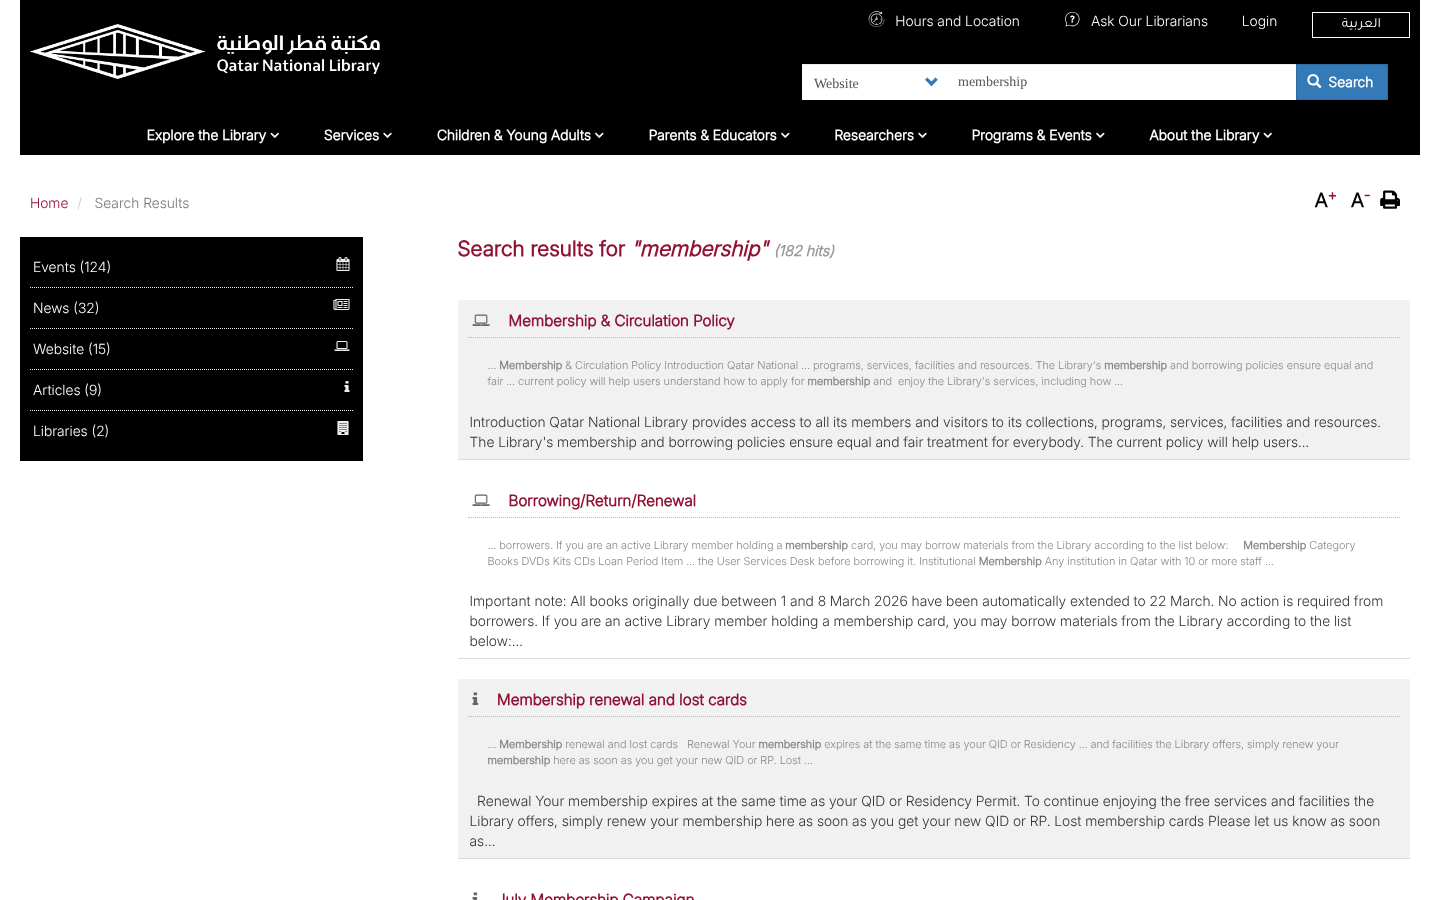 Hours and Location
Ask Our Librarians
Login
العربية
مكتبة قطر الوطنية
Qatar National Library
Website
membership
Search
Explore the Library
Services
Children & Young Adults
Parents & Educators
Researchers
Programs & Events
About the Library
Home / Search Results
A+ A-
Events (124)
News (32)
Website (15)
Articles (9)
Libraries (2)
Search results for "membership" (182 hits)
Membership & Circulation Policy
... Membership & Circulation Policy Introduction Qatar National ... programs, services, facilities and resources. The Library's membership and borrowing policies ensure equal and
fair ... current policy will help users understand how to apply for membership and enjoy the Library's services, including how ...
Introduction Qatar National Library provides access to all its members and visitors to its collections, programs, services, facilities and resources.
The Library's membership and borrowing policies ensure equal and fair treatment for everybody. The current policy will help users...
Borrowing/Return/Renewal
... borrowers. If you are an active Library member holding a membership card, you may borrow materials from the Library according to the list below: Membership Category
Books DVDs Kits CDs Loan Period Item ... the User Services Desk before borrowing it. Institutional Membership Any institution in Qatar with 10 or more staff ...
Important note: All books originally due between 1 and 8 March 2026 have been automatically extended to 22 March. No action is required from
borrowers. If you are an active Library member holding a membership card, you may borrow materials from the Library according to the list
below:...
Membership renewal and lost cards
... Membership renewal and lost cards Renewal Your membership expires at the same time as your QID or Residency ... and facilities the Library offers, simply renew your
membership here as soon as you get your new QID or RP. Lost ...
Renewal Your membership expires at the same time as your QID or Residency Permit. To continue enjoying the free services and facilities the
Library offers, simply renew your membership here as soon as you get your new QID or RP. Lost membership cards Please let us know as soon
as...
July Membership Campaign